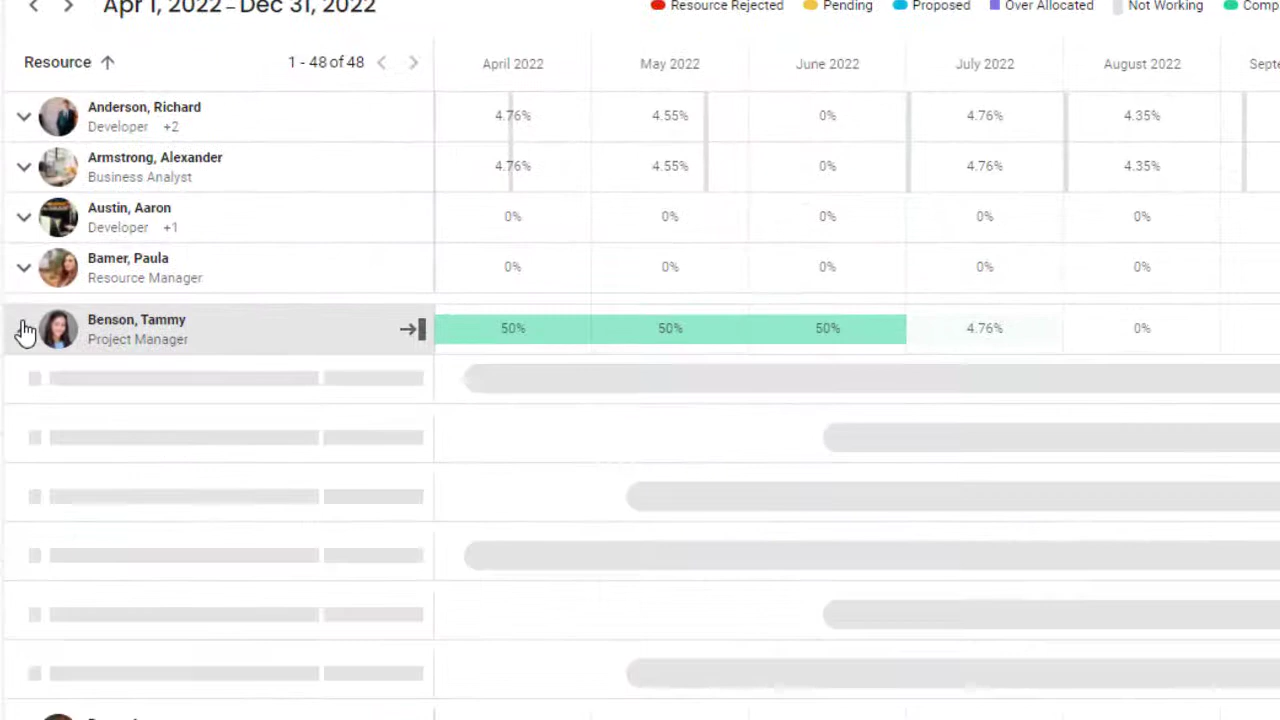 Apr 1, 2022 – Dec 31, 2022
Resource Rejected Pending Proposed Over Allocated Not Working
Resource 1 - 48 of 48 April 2022 May 2022 June 2022 July 2022 August 2022
Anderson, Richard
Developer +2
4.76% 4.55% 0% 4.76% 4.35%
Armstrong, Alexander
Business Analyst
4.76% 4.55% 0% 4.76% 4.35%
Austin, Aaron
Developer +1
0% 0% 0% 0% 0%
Bamer, Paula
Resource Manager
0% 0% 0% 0% 0%
Benson, Tammy
Project Manager
50% 50% 50% 4.76% 0%